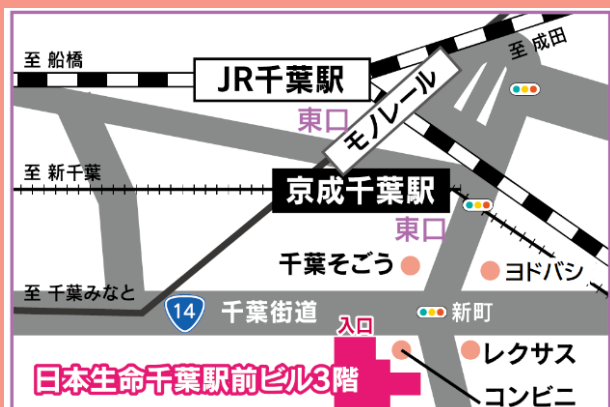 至 船橋
至 成田
JR千葉駅
東口
モノレール
至 新千葉
京成千葉駅
東口
千葉そごう
ヨドバシ
至 千葉みなと
14
千葉街道
新町
入口
日本生命千葉駅前ビル3階
レクサス
コンビニ